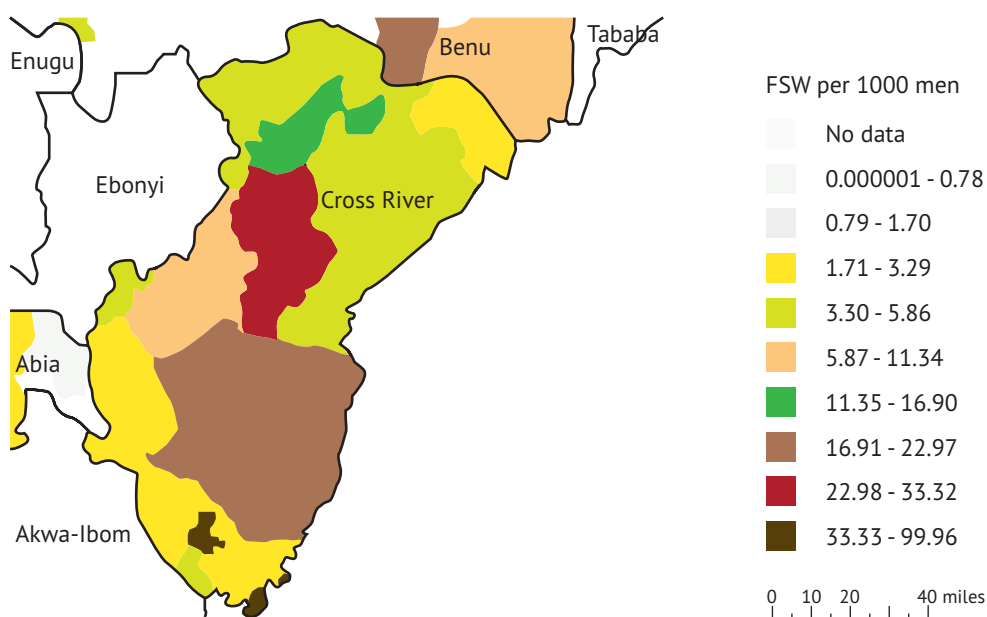 Enugu
Benu
Tababa
Ebonyi
Cross River
Abia
Akwa-Ibom
FSW per 1000 men
No data
0.000001 - 0.78
0.79 - 1.70
1.71 - 3.29
3.30 - 5.86
5.87 - 11.34
11.35 - 16.90
16.91 - 22.97
22.98 - 33.32
33.33 - 99.96
0 10 20 40 miles